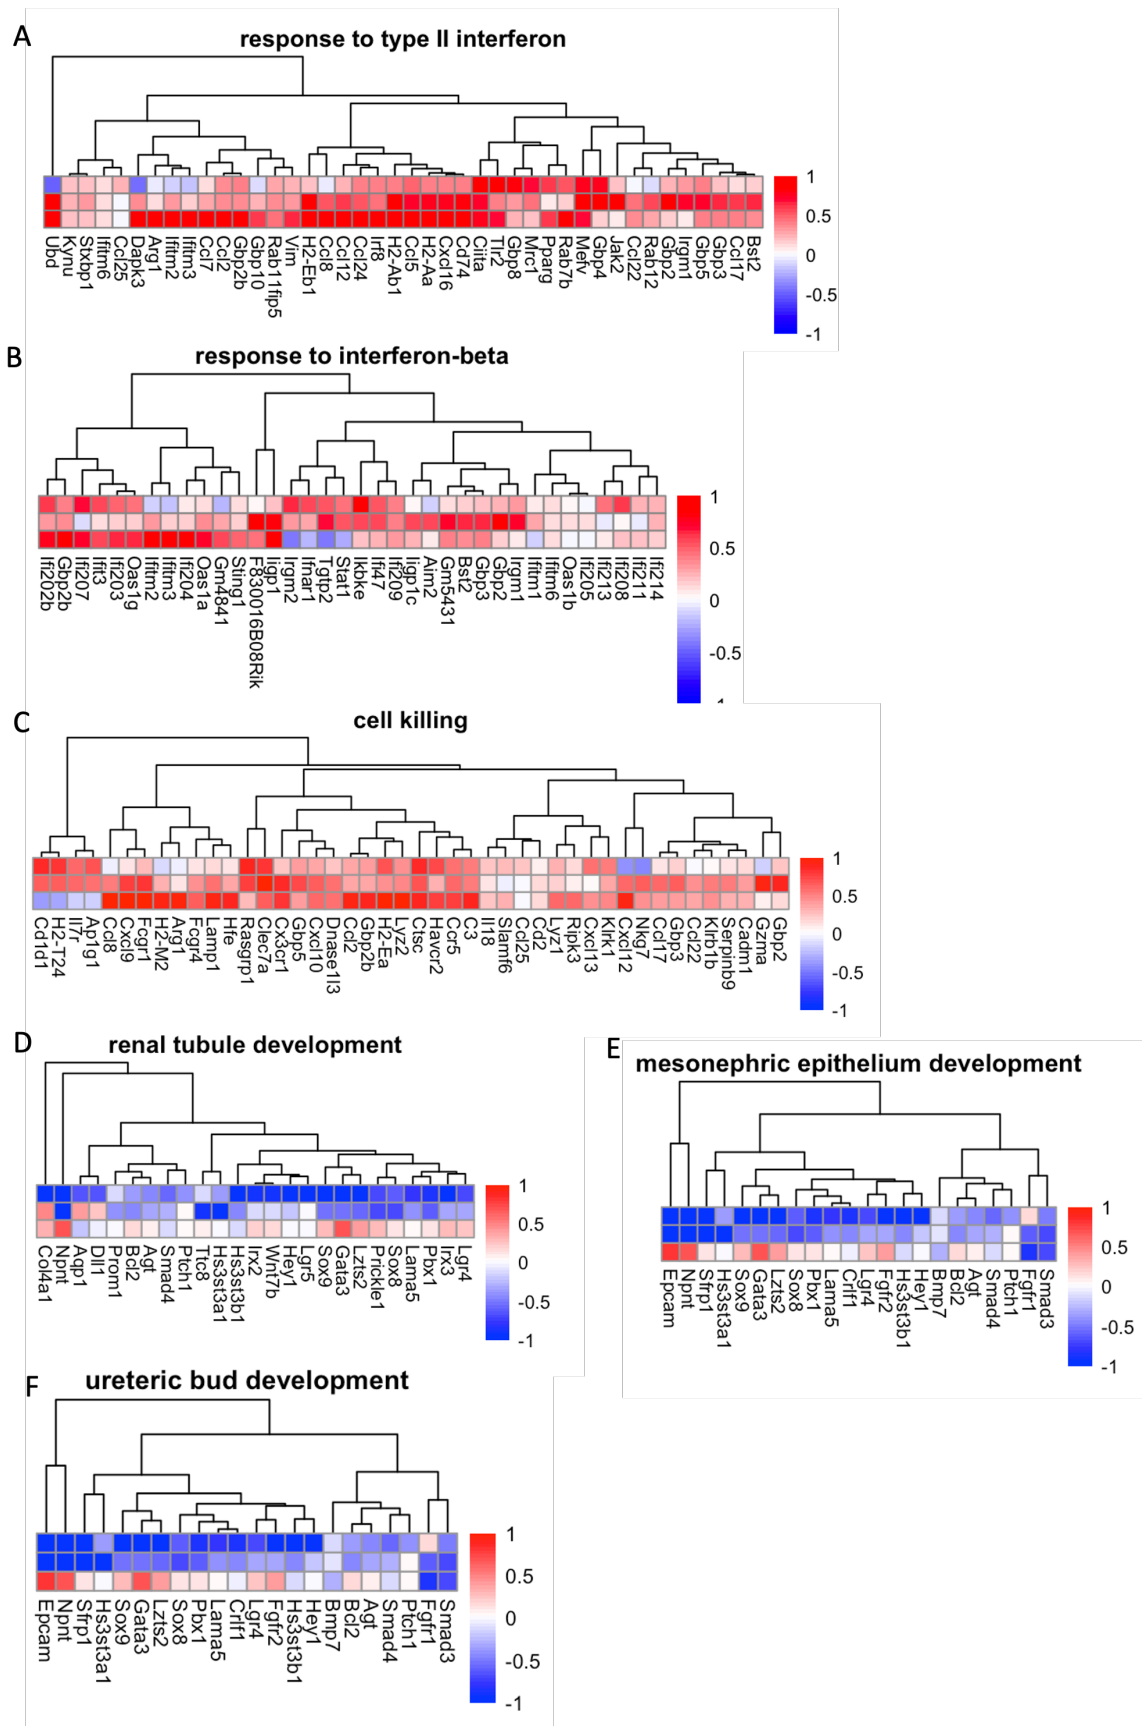 A
response to type II interferon
Ubd Kynu Stxbp1 Ifitm6 Ccl25 Dapk3 Arg1 Ifitm2 Ifitm3 Ccl7 Ccl2 Gbp2b Gbp10 Rab11fip5 Vim H2-Eb1 Ccl8 Ccl12 Ccl24 Irf8 H2-Ab1 Ccl5 H2-Aa Cxcl16 Cd74 Ciita Tlr2 Gbp8 Mrc1 Pparg Rab7b Mefv Gbp4 Jak2 Ccl22 Rab12 Gbp2 Irgm1 Gbp5 Gbp3 Ccl17 Bst2
1
0.5
0
-0.5
-1
B
response to interferon-beta
Ifi202b Gbp2b Ifi207 Ifit3 Ifi203 Oas1g Ifitm2 Ifitm3 Ifi204 Oas1a Gm4841 Sting1 F830016B08Rik Iigp1 Irgm2 Ifnar1 Tgtp2 Stat1 Ikbke Ifi47 Ifi209 Iigp1c Aim2 Gm5431 Bst2 Gbp3 Gbp2 Irgm1 Ifitm1 Ifitm6 Oas1b Ifi205 Ifi213 Ifi208 Ifi211 Ifi214
1
0.5
0
-0.5
-1
C
cell killing
Cd1d1 H2-T24 Il7r Ap1g1 Ccl8 Cxcl9 Fcgr1 H2-M2 Arg1 Fcgr4 Lamp1 Hfe Rasgrp1 Clec7a Cx3cr1 Gbp5 Cxcl10 Dnase1l3 Ccl2 Gbp2b H2-Ea Lyz2 Ctsc Havcr2 Ccr5 C3 Il18 Slamf6 Ccl25 Cd2 Lyz1 Ripk3 Cxcl13 Klrk1 Cxcl12 Nkg7 Ccl17 Gbp3 Ccl22 Klrb1b Serpinb9 Cadm1 Gzma Gbp2
1
0.5
0
-0.5
-1
D
renal tubule development
Col4a1 Npnt Aqp1 Dll1 Prom1 Bcl2 Agt Smad4 Ptch1 Ttc8 Hs3st3a1 Hs3st3b1 Irx2 Wnt7b Hey1 Lgr5 Sox9 Gata3 Lzts2 Prickle1 Sox8 Lama5 Pbx1 Irx3 Lgr4
1
0.5
0
-0.5
-1
E
mesonephric epithelium development
Epcam Npnt Sfrp1 Hs3st3a1 Sox9 Gata3 Lzts2 Sox8 Pbx1 Lama5 Crlf1 Lgr4 Fgfr2 Hs3st3b1 Hey1 Bmp7 Bcl2 Agt Smad4 Ptch1 Fgfr1 Smad3
1
0.5
0
-0.5
-1
F
ureteric bud development
Epcam Npnt Sfrp1 Hs3st3a1 Sox9 Gata3 Lzts2 Sox8 Pbx1 Lama5 Crlf1 Lgr4 Fgfr2 Hs3st3b1 Hey1 Bmp7 Bcl2 Agt Smad4 Ptch1 Fgfr1 Smad3
1
0.5
0
-0.5
-1